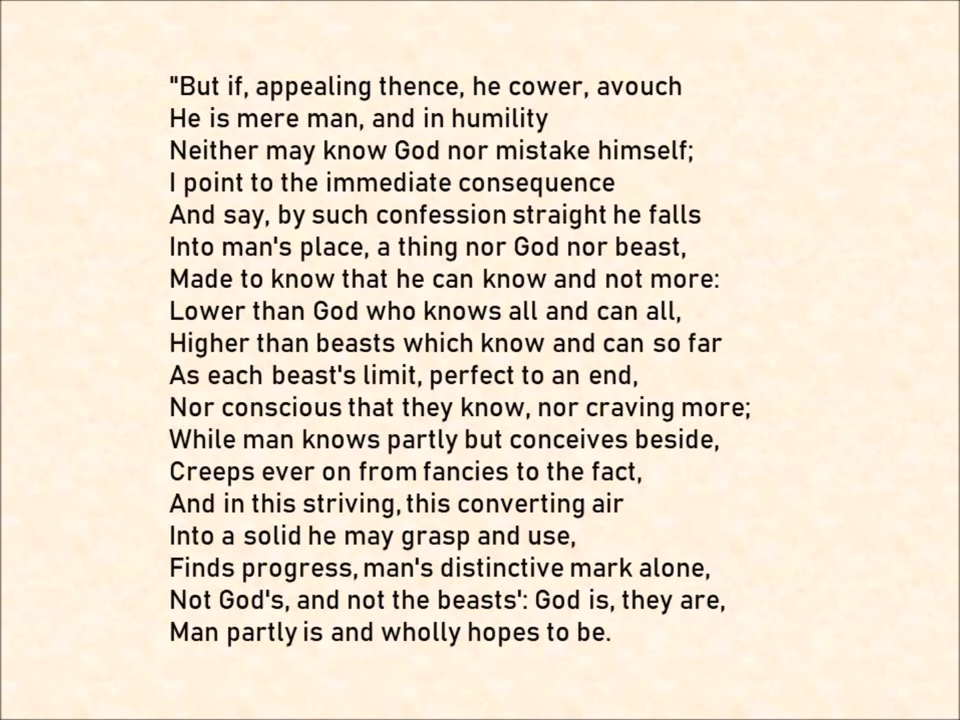 "But if, appealing thence, he cower, avouch
He is mere man, and in humility
Neither may know God nor mistake himself;
I point to the immediate consequence
And say, by such confession straight he falls
Into man's place, a thing nor God nor beast,
Made to know that he can know and not more:
Lower than God who knows all and can all,
Higher than beasts which know and can so far
As each beast's limit, perfect to an end,
Nor conscious that they know, nor craving more;
While man knows partly but conceives beside,
Creeps ever on from fancies to the fact,
And in this striving, this converting air
Into a solid he may grasp and use,
Finds progress, man's distinctive mark alone,
Not God's, and not the beasts': God is, they are,
Man partly is and wholly hopes to be.